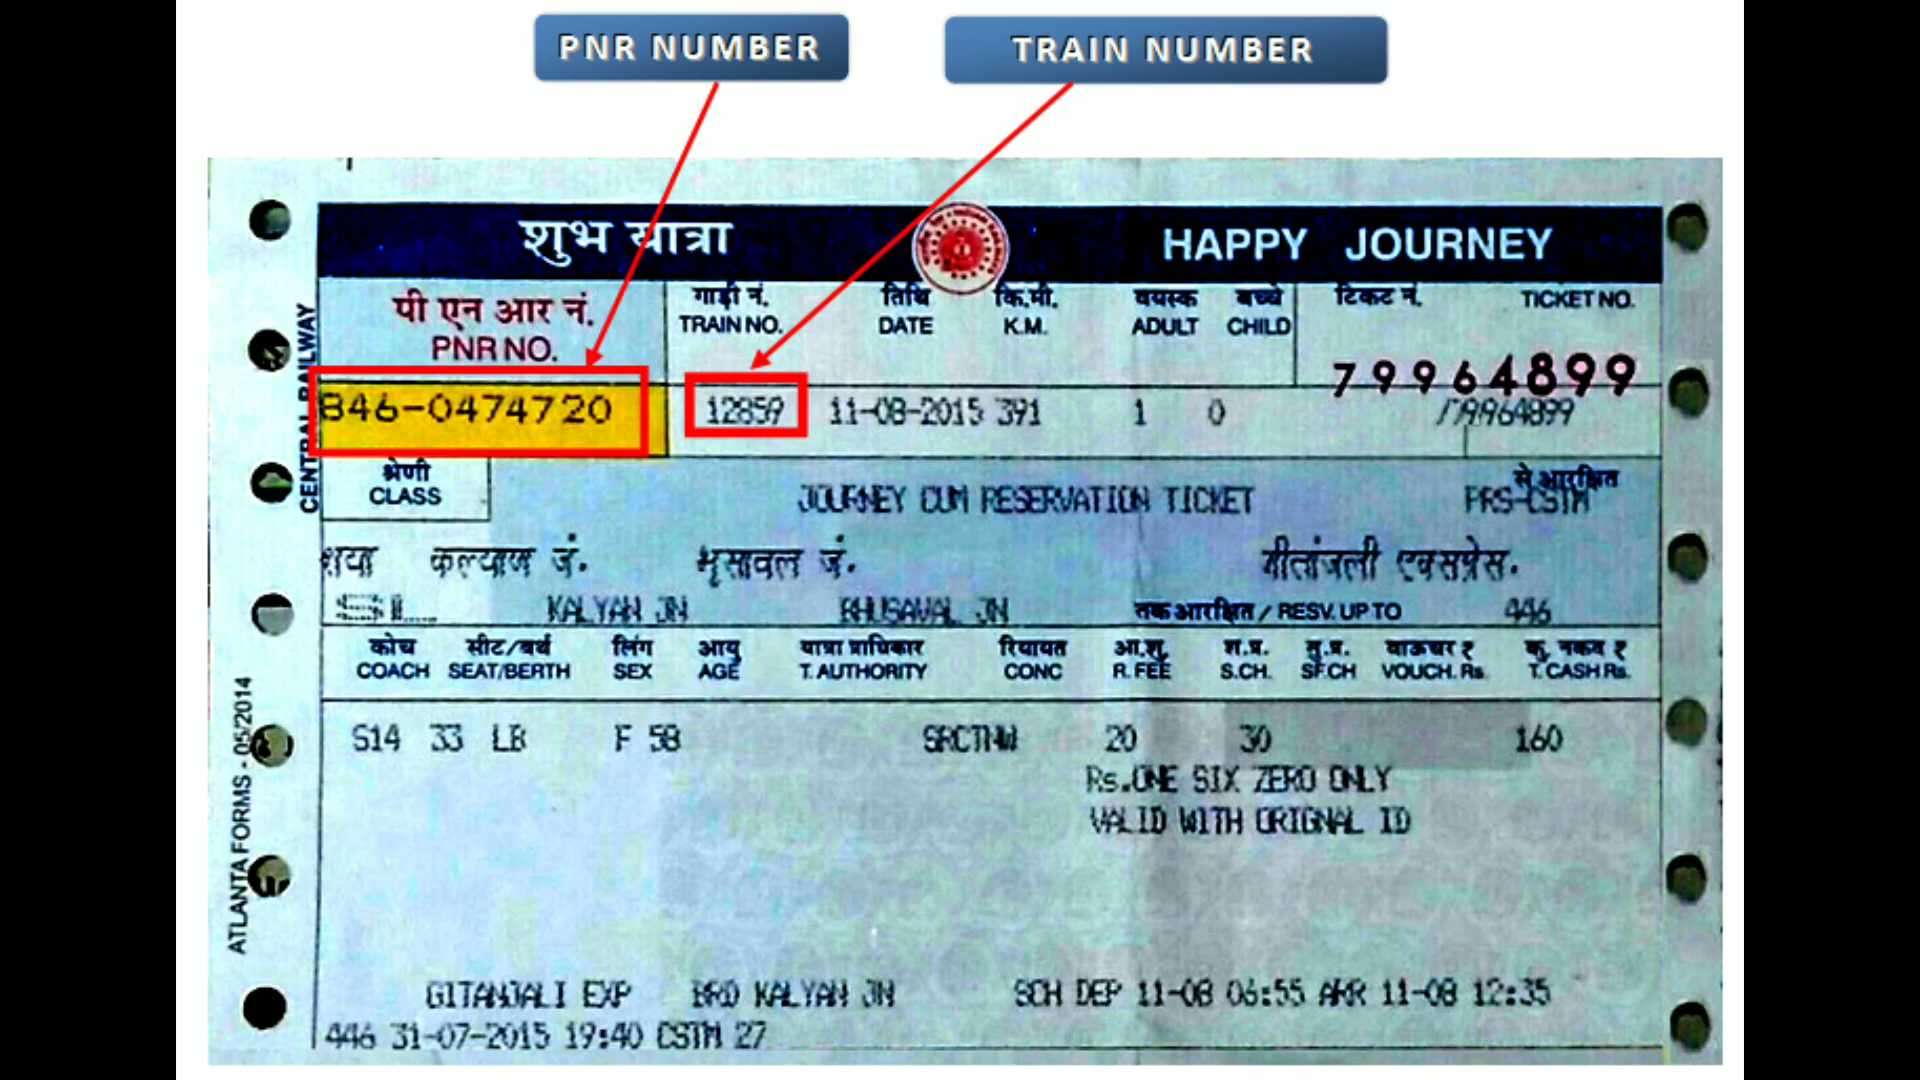 PNR NUMBER TRAIN NUMBER
शुभ यात्रा HAPPY JOURNEY
पी एन आर नं. गाड़ी नं. तिथि कि.मी. वयस्क बच्चे टिकट नं. TICKET NO.
PNR NO. TRAIN NO. DATE K.M. ADULT CHILD
79964899
846-0474720 12859 11-08-2015 391 1 0 79964899
श्रेणी से आरक्षित
CLASS JOURNEY CUM RESERVATION TICKET PRS-CSTM
शया कल्याण जं. भुसावल जं. गीतांजली एक्सप्रेस.
SL KALYAN JN BHUSAVAL JN तक आरक्षित / RESV. UP TO 446
कोच सीट/बर्थ लिंग आयु यात्रा प्राधिकार रियायत आ.शु. श.प्र. सु.प्र. वाऊचर ₹ कु. नकद ₹
COACH SEAT/BERTH SEX AGE T. AUTHORITY CONC R. FEE S.CH. SF.CH VOUCH. Rs. T. CASH Rs.
S14 33 LB F 58 SRCTNW 20 30 160
Rs.ONE SIX ZERO ONLY
VALID WITH ORIGNAL ID
GITANJALI EXP BRD KALYAN JN SCH DEP 11-08 06:55 ARR 11-08 12:35
446 31-07-2015 19:40 CSTM 27
CENTRAL RAILWAY
ATLANTA FORMS - 05/2014